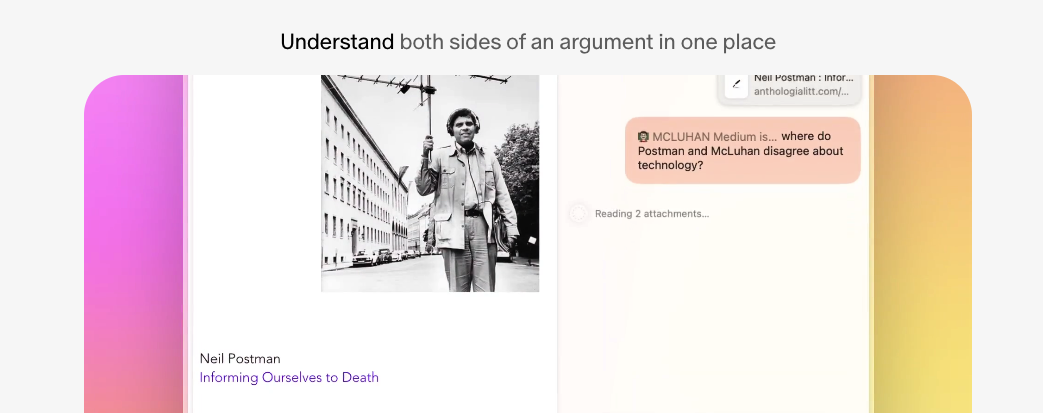 Understand both sides of an argument in one place
Neil Postman : Infor...
anthologialitt.com/...
MCLUHAN Medium is... where do
Postman and McLuhan disagree about
technology?
Reading 2 attachments...
Neil Postman
Informing Ourselves to Death